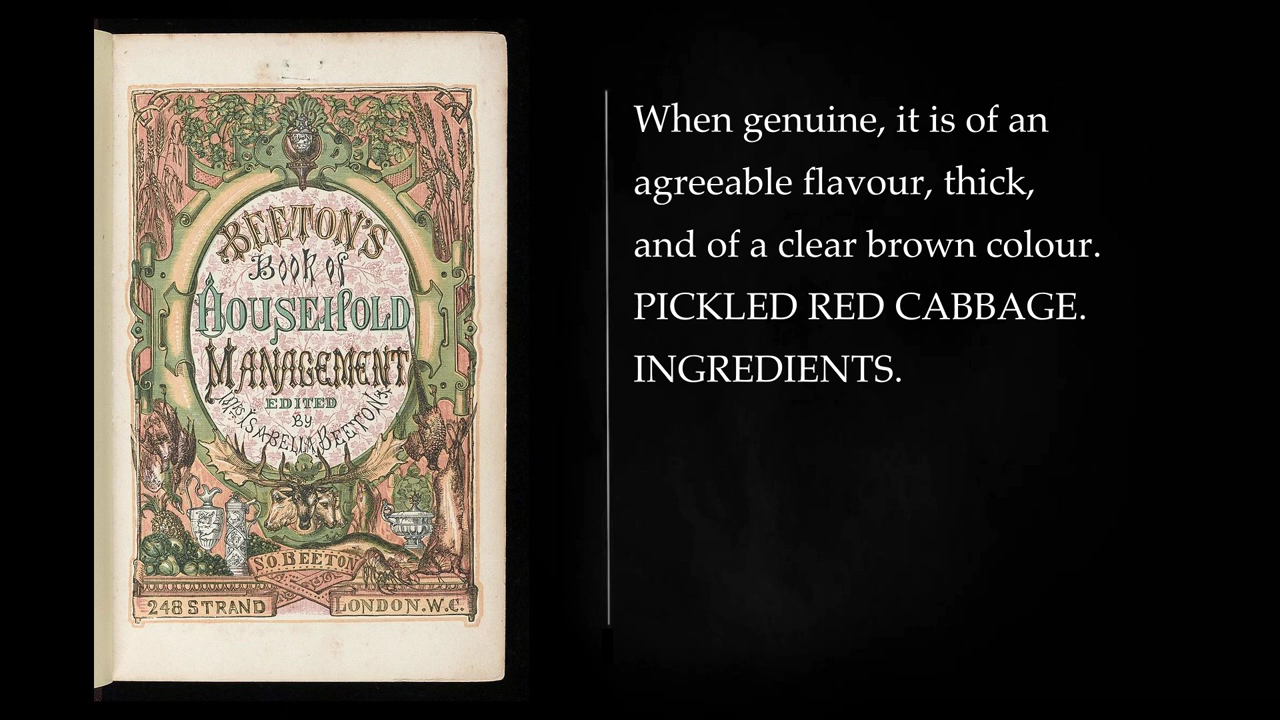 BEETON'S
Book of
HOUSEHOLD
MANAGEMENT
EDITED
BY
MRS ISABELLA BEETON
S.O. BEETON
248 STRAND
LONDON. W.C.
When genuine, it is of an
agreeable flavour, thick,
and of a clear brown colour.
PICKLED RED CABBAGE.
INGREDIENTS.